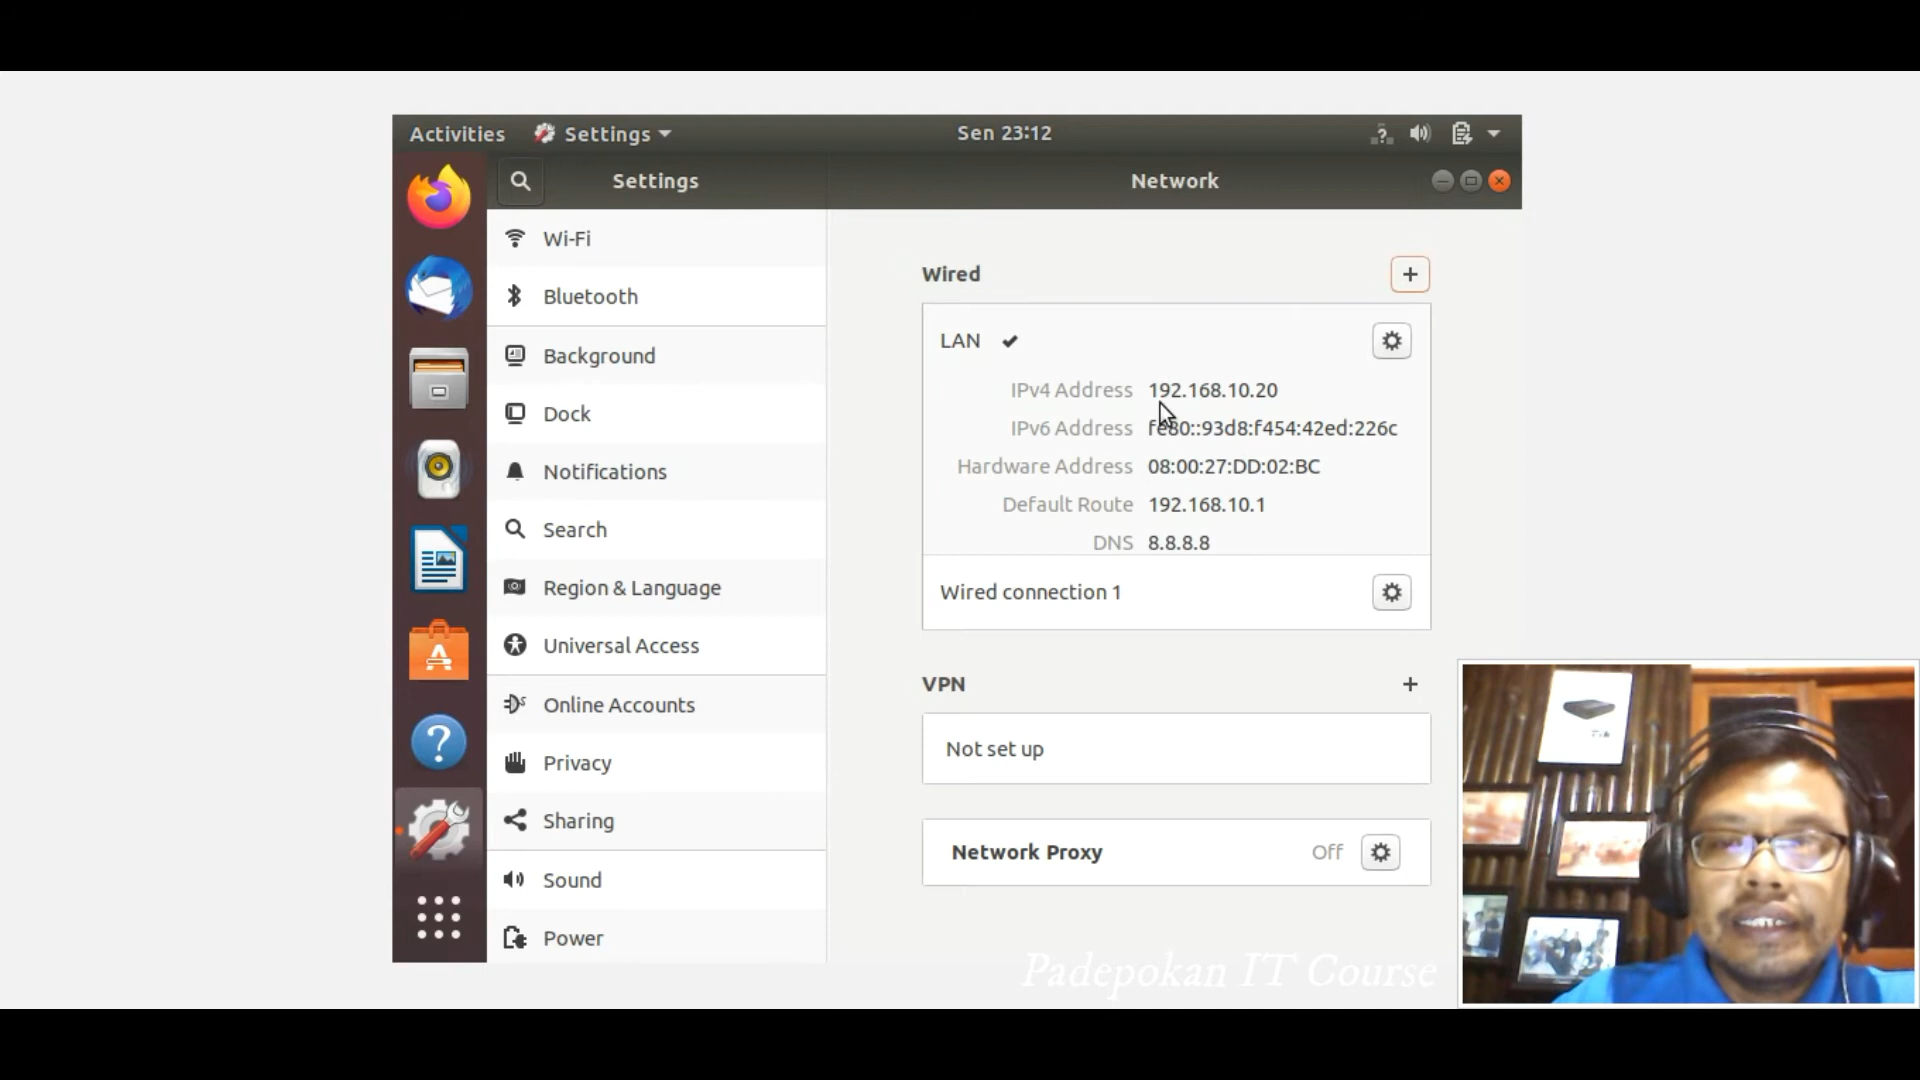 Activities Settings Sen 23:12
Settings Network
Wi-Fi
Bluetooth
Background
Dock
Notifications
Search
Region & Language
Universal Access
Online Accounts
Privacy
Sharing
Sound
Power
Wired
LAN
IPv4 Address 192.168.10.20
IPv6 Address fe80::93d8:f454:42ed:226c
Hardware Address 08:00:27:DD:02:BC
Default Route 192.168.10.1
DNS 8.8.8.8
Wired connection 1
VPN
Not set up
Network Proxy Off
Padepokan IT Course